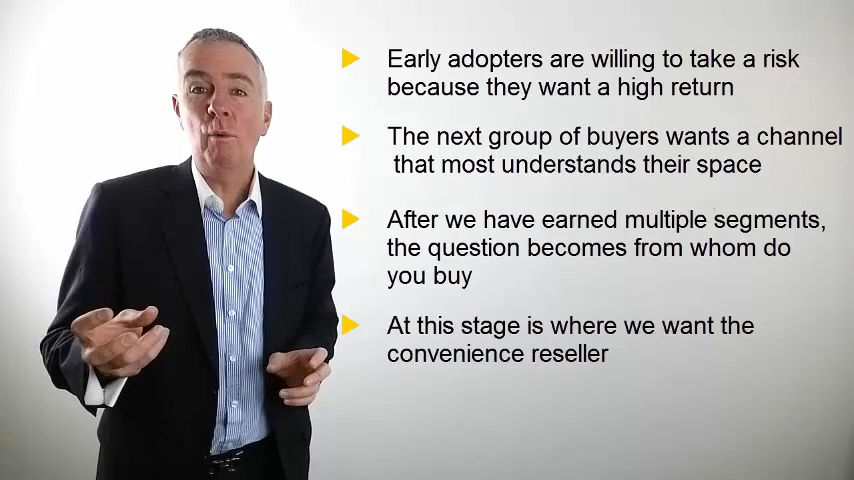 Early adopters are willing to take a risk
because they want a high return
The next group of buyers wants a channel
that most understands their space
After we have earned multiple segments,
the question becomes from whom do
you buy
At this stage is where we want the
convenience reseller